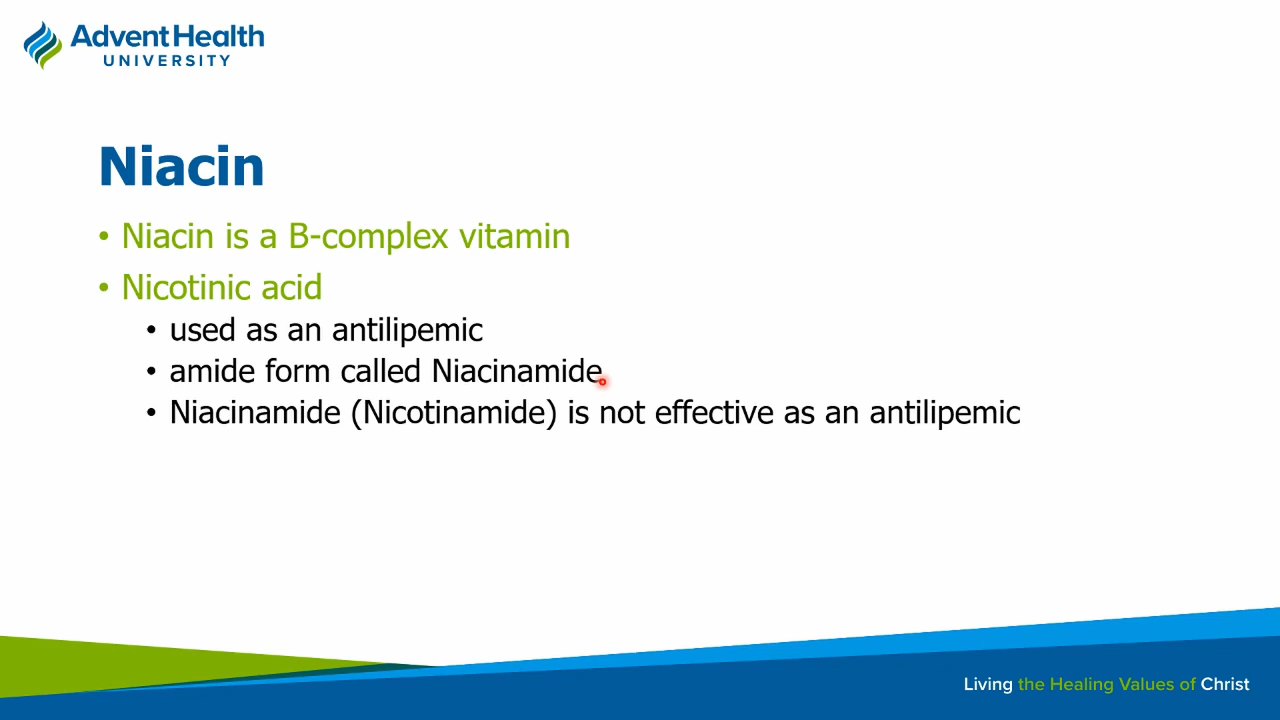 AdventHealth
UNIVERSITY
Niacin
• Niacin is a B-complex vitamin
• Nicotinic acid
• used as an antilipemic
• amide form called Niacinamide
• Niacinamide (Nicotinamide) is not effective as an antilipemic
Living the Healing Values of Christ